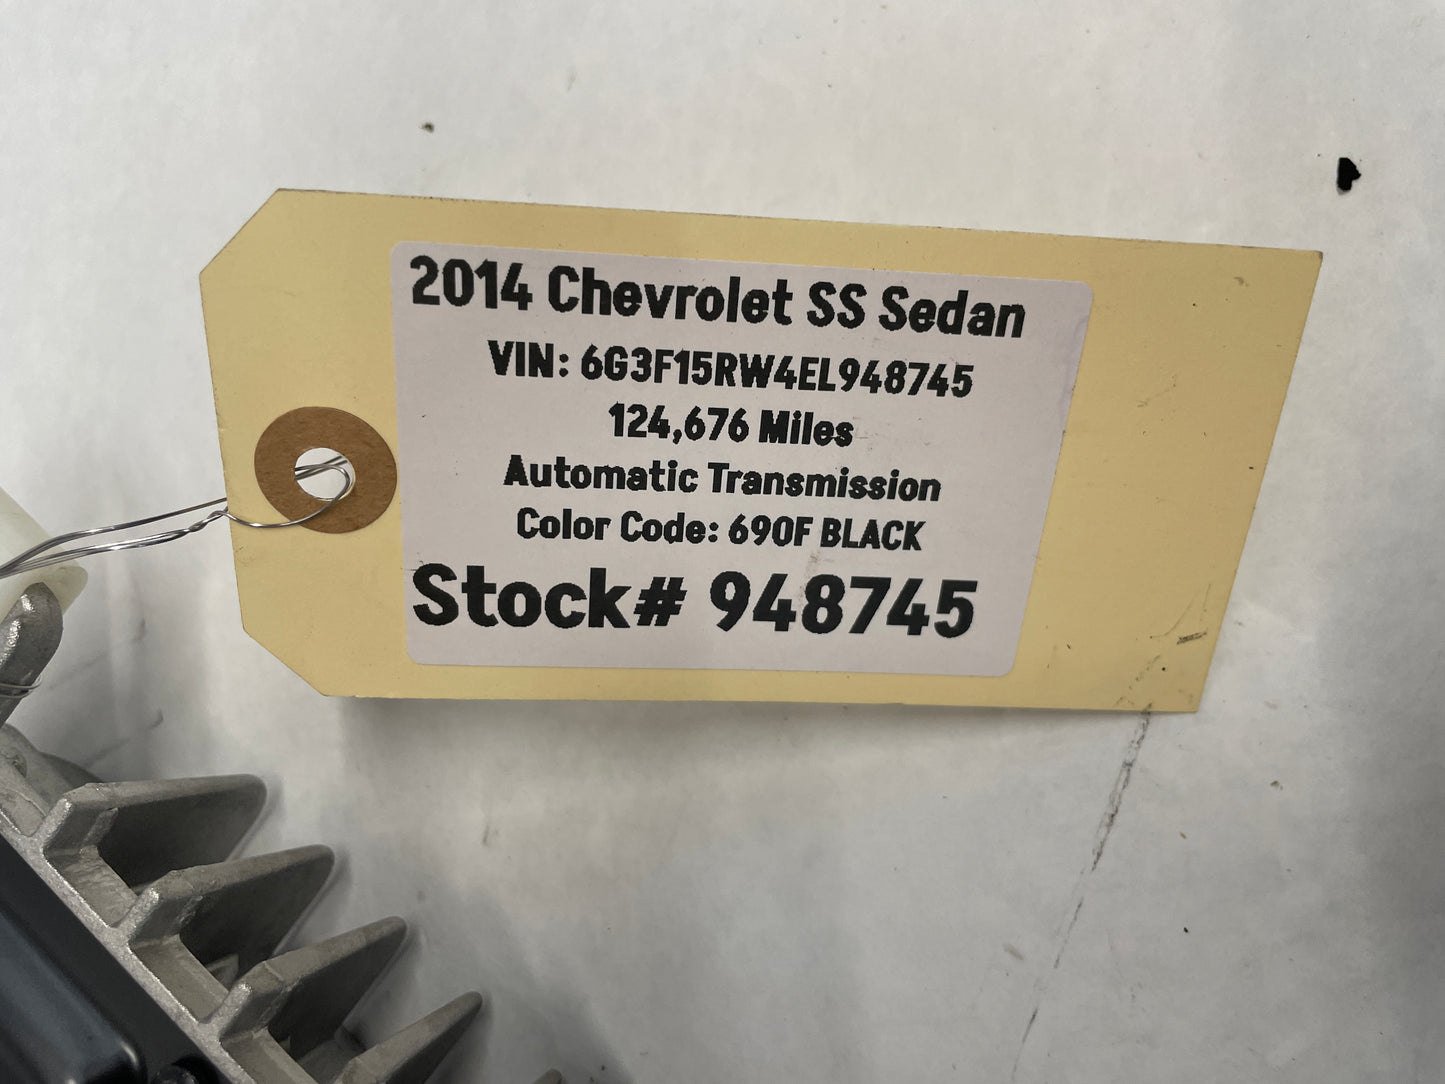 2014 Chevrolet SS Sedan
VIN: 6G3F15RW4EL948745
124,676 Miles
Automatic Transmission
Color Code: 690F BLACK
Stock# 948745